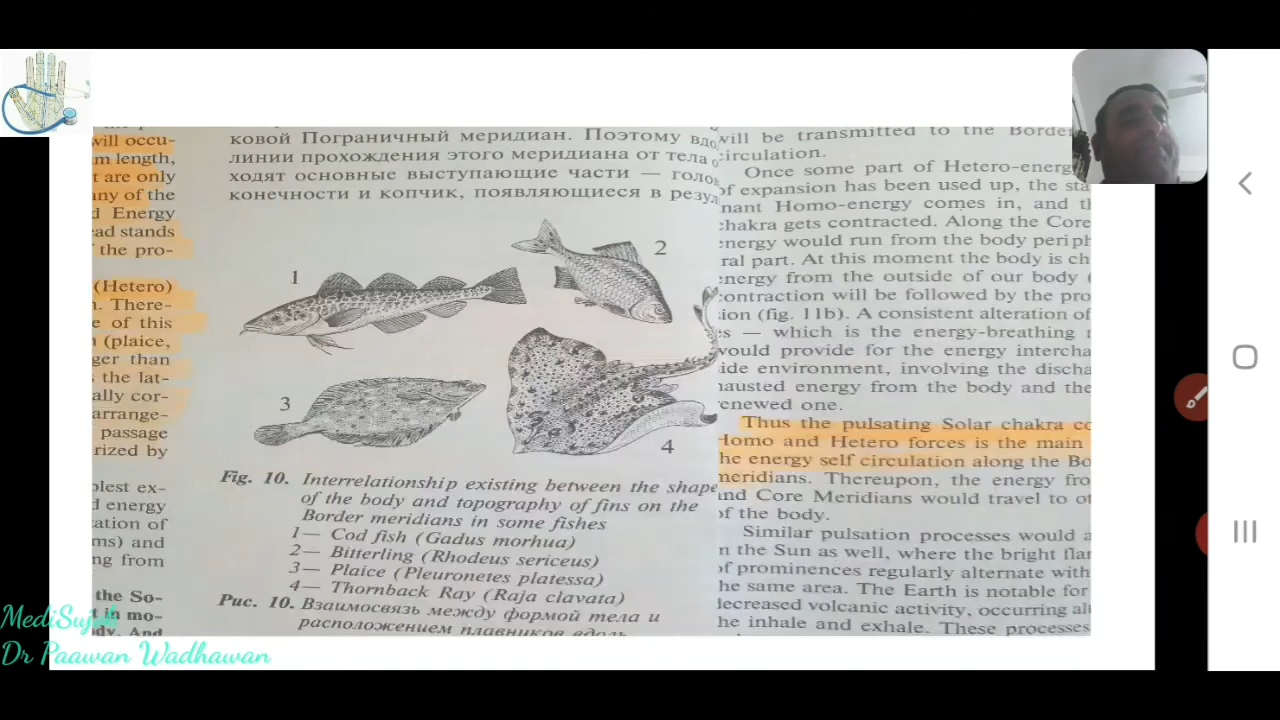 will occu-
m length,
t are only
any of the
d Energy
ead stands
the pro-
(Hetero)
n. There-
e of this
(plaice,
ger than
the lat-
ally cor-
arrange-
passage
rized by
plest ex-
d energy
tation of
ms) and
ng from
the So-
t in mo-
dy. And
ковой Пограничный меридиан. Поэтому вдо
линии прохождения этого меридиана от тела о
ходят основные выступающие части — голов
конечности и копчик, появляющиеся в резул
1
2
3
4
Fig. 10. Interrelationship existing between the shape
of the body and topography of fins on the
Border meridians in some fishes
1— Cod fish (Gadus morhua)
2— Bitterling (Rhodeus sericeus)
3— Plaice (Pleuronetes platessa)
4— Thornback Ray (Raja clavata)
Рис. 10. Взаимосвязь между формой тела и
расположением плавников вдоль
will be transmitted to the Border
circulation.
Once some part of Hetero-energ
of expansion has been used up, the sta
nant Homo-energy comes in, and th
chakra gets contracted. Along the Core
energy would run from the body periph
ral part. At this moment the body is ch
energy from the outside of our body
contraction will be followed by the pro
sion (fig. 11b). A consistent alteration of
es — which is the energy-breathing
would provide for the energy intercha
ide environment, involving the discha
hausted energy from the body and the
renewed one.
Thus the pulsating Solar chakra co
Homo and Hetero forces is the main
he energy self circulation along the Bo
meridians. Thereupon, the energy fro
and Core Meridians would travel to ot
of the body.
Similar pulsation processes would a
n the Sun as well, where the bright flar
of prominences regularly alternate with
he same area. The Earth is notable for
decreased volcanic activity, occurring al
he inhale and exhale. These processes
MediSujok
Dr Paawan Wadhawan